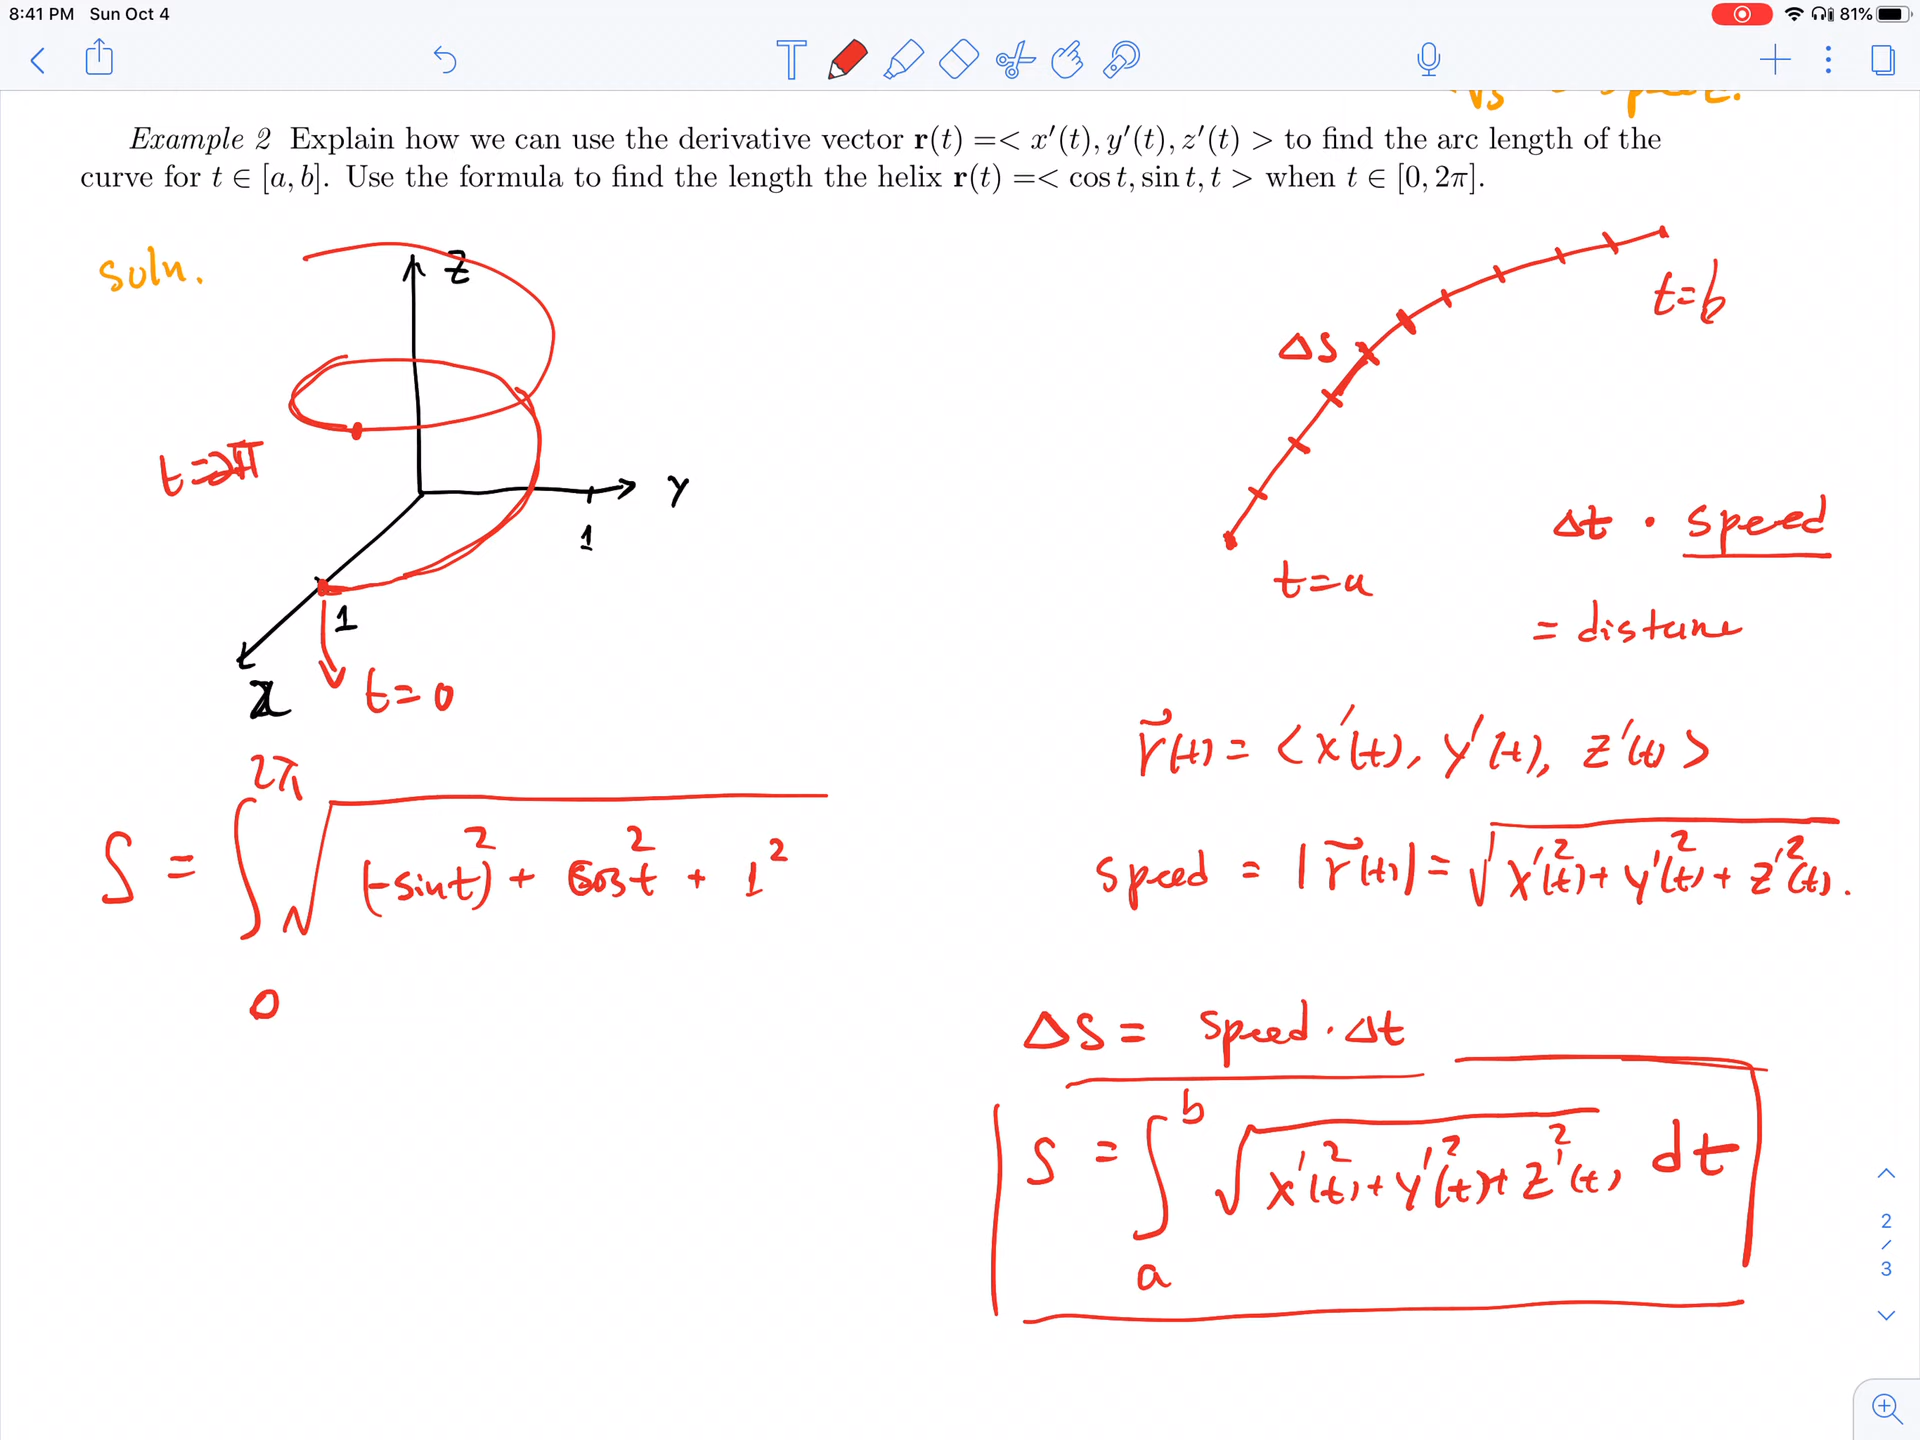 8:41 PM Sun Oct 4
81%
Example 2 Explain how we can use the derivative vector r(t) =< x′(t), y′(t), z′(t) > to find the arc length of the
curve for t ∈ [a, b]. Use the formula to find the length the helix r(t) =< cos t, sin t, t > when t ∈ [0, 2π].
soln.
z
t=b
Δs
t=2π
y
1
Δt · speed
t=a
= distance
1
x
t=0
r⃗(t) = <x′(t), y′(t), z′(t)>
S = ∫₀^2π √((-sint)² + cos²t + 1²
speed = |r⃗(t)| = √(x′²(t)+ y′²(t)+ z′²(t)).
Δs = speed · Δt
s = ∫ₐ^b √(x′²(t)+y′²(t)+z′²(t)) dt
2
/
3